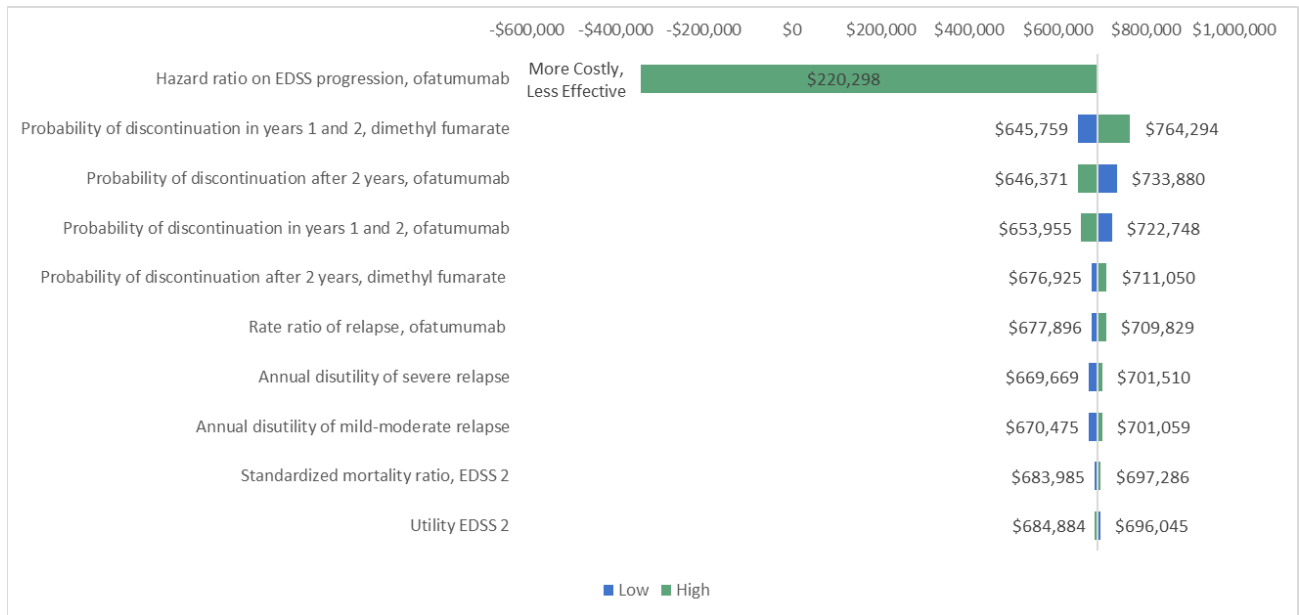 -$600,000 -$400,000 -$200,000 $0 $200,000 $400,000 $600,000 $800,000 $1,000,000
Hazard ratio on EDSS progression, ofatumumab
More Costly,
Less Effective
$220,298
Probability of discontinuation in years 1 and 2, dimethyl fumarate $645,759 $764,294
Probability of discontinuation after 2 years, ofatumumab $646,371 $733,880
Probability of discontinuation in years 1 and 2, ofatumumab $653,955 $722,748
Probability of discontinuation after 2 years, dimethyl fumarate $676,925 $711,050
Rate ratio of relapse, ofatumumab $677,896 $709,829
Annual disutility of severe relapse $669,669 $701,510
Annual disutility of mild-moderate relapse $670,475 $701,059
Standardized mortality ratio, EDSS 2 $683,985 $697,286
Utility EDSS 2 $684,884 $696,045
Low High